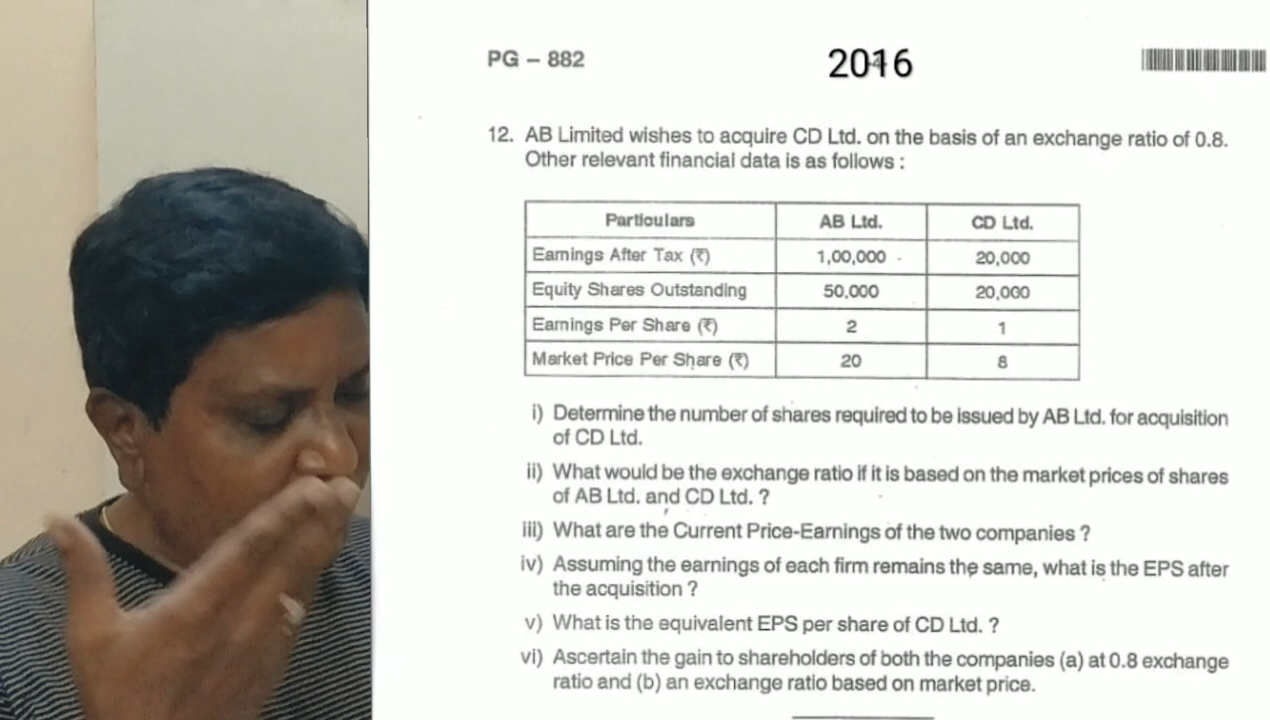 PG – 882
2016
12. AB Limited wishes to acquire CD Ltd. on the basis of an exchange ratio of 0.8.
Other relevant financial data is as follows :
Particulars AB Ltd. CD Ltd.
Earnings After Tax (₹) 1,00,000 20,000
Equity Shares Outstanding 50,000 20,000
Earnings Per Share (₹) 2 1
Market Price Per Share (₹) 20 8
i) Determine the number of shares required to be issued by AB Ltd. for acquisition
of CD Ltd.
ii) What would be the exchange ratio if it is based on the market prices of shares
of AB Ltd. and CD Ltd. ?
iii) What are the Current Price-Earnings of the two companies ?
iv) Assuming the earnings of each firm remains the same, what is the EPS after
the acquisition ?
v) What is the equivalent EPS per share of CD Ltd. ?
vi) Ascertain the gain to shareholders of both the companies (a) at 0.8 exchange
ratio and (b) an exchange ratio based on market price.